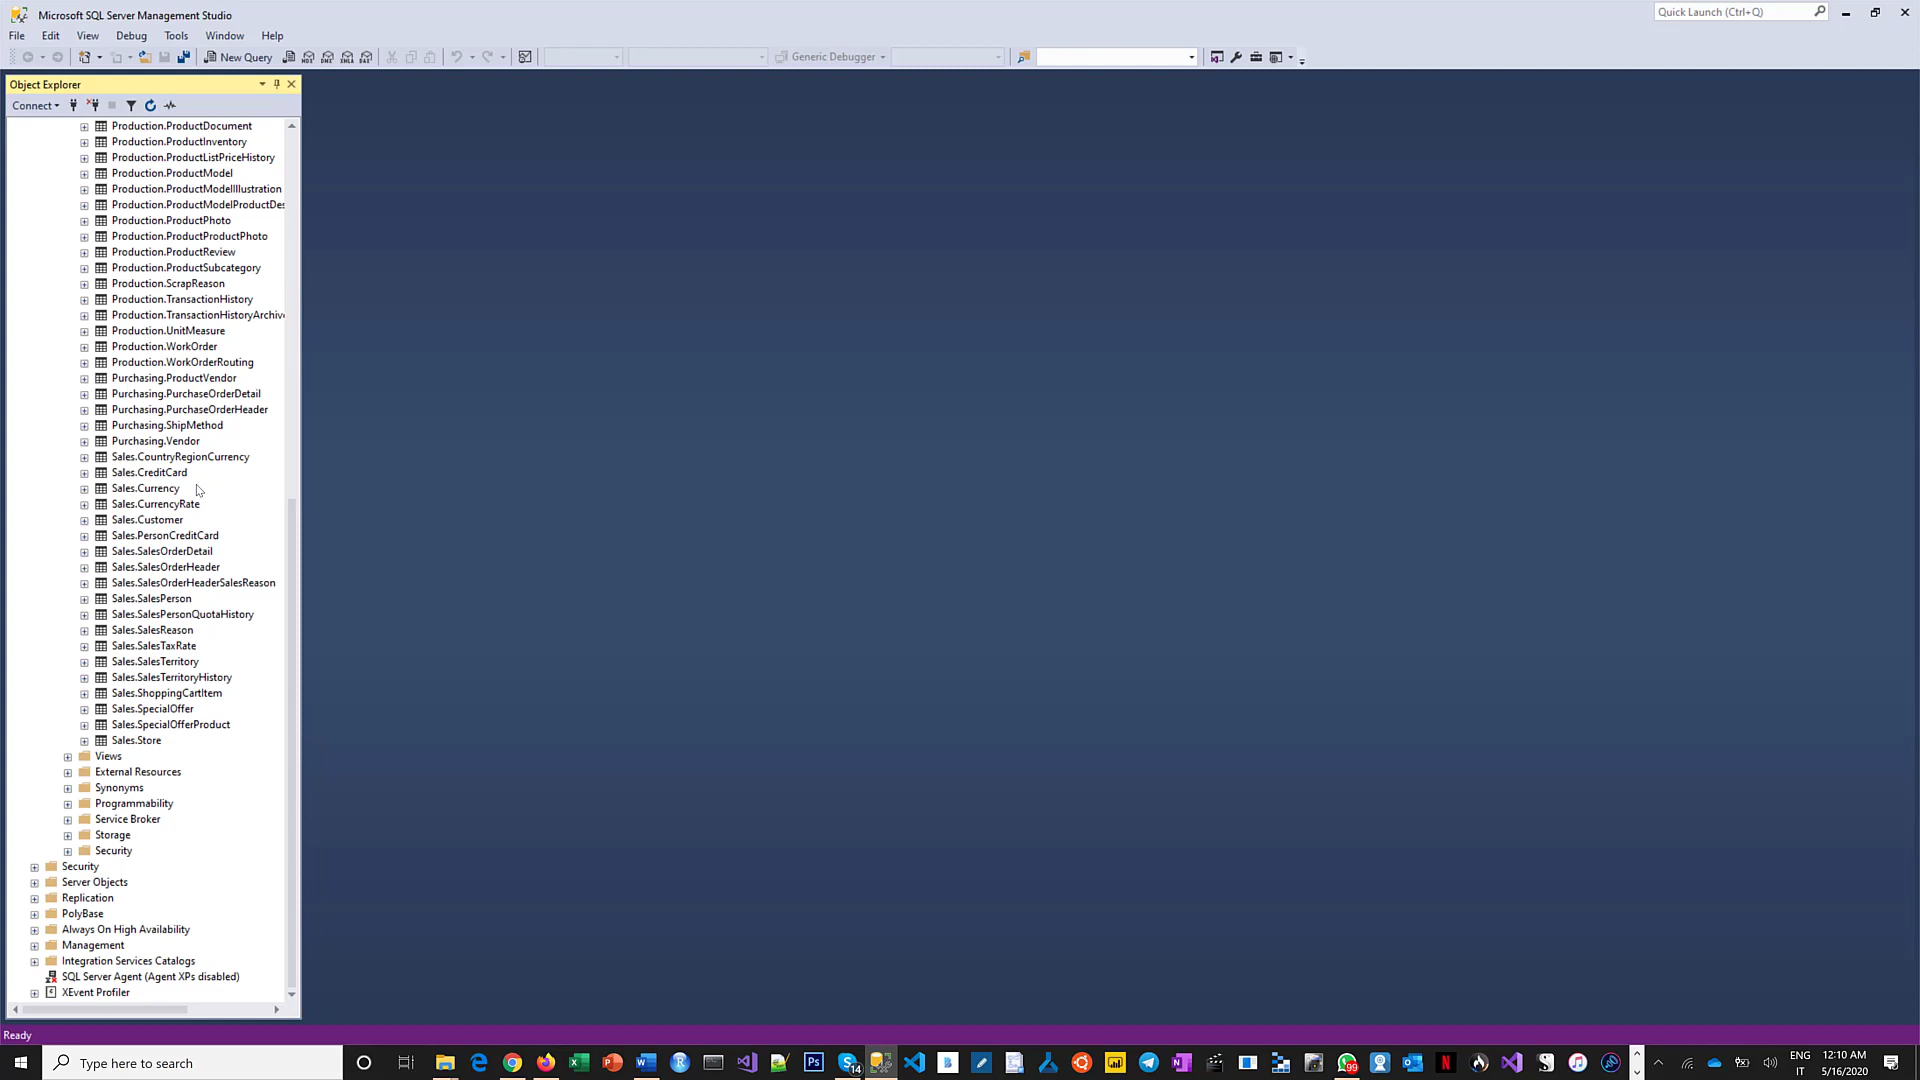 Microsoft SQL Server Management Studio
Quick Launch (Ctrl+Q)
File Edit View Debug Tools Window Help
New Query
Generic Debugger
Object Explorer
Connect
Production.ProductDocument
Production.ProductInventory
Production.ProductListPriceHistory
Production.ProductModel
Production.ProductModelIllustration
Production.ProductModelProductDes
Production.ProductPhoto
Production.ProductProductPhoto
Production.ProductReview
Production.ProductSubcategory
Production.ScrapReason
Production.TransactionHistory
Production.TransactionHistoryArchive
Production.UnitMeasure
Production.WorkOrder
Production.WorkOrderRouting
Purchasing.ProductVendor
Purchasing.PurchaseOrderDetail
Purchasing.PurchaseOrderHeader
Purchasing.ShipMethod
Purchasing.Vendor
Sales.CountryRegionCurrency
Sales.CreditCard
Sales.Currency
Sales.CurrencyRate
Sales.Customer
Sales.PersonCreditCard
Sales.SalesOrderDetail
Sales.SalesOrderHeader
Sales.SalesOrderHeaderSalesReason
Sales.SalesPerson
Sales.SalesPersonQuotaHistory
Sales.SalesReason
Sales.SalesTaxRate
Sales.SalesTerritory
Sales.SalesTerritoryHistory
Sales.ShoppingCartItem
Sales.SpecialOffer
Sales.SpecialOfferProduct
Sales.Store
Views
External Resources
Synonyms
Programmability
Service Broker
Storage
Security
Security
Server Objects
Replication
PolyBase
Always On High Availability
Management
Integration Services Catalogs
SQL Server Agent (Agent XPs disabled)
XEvent Profiler
Ready
Type here to search
14
99
ENG
IT
12:10 AM
5/16/2020